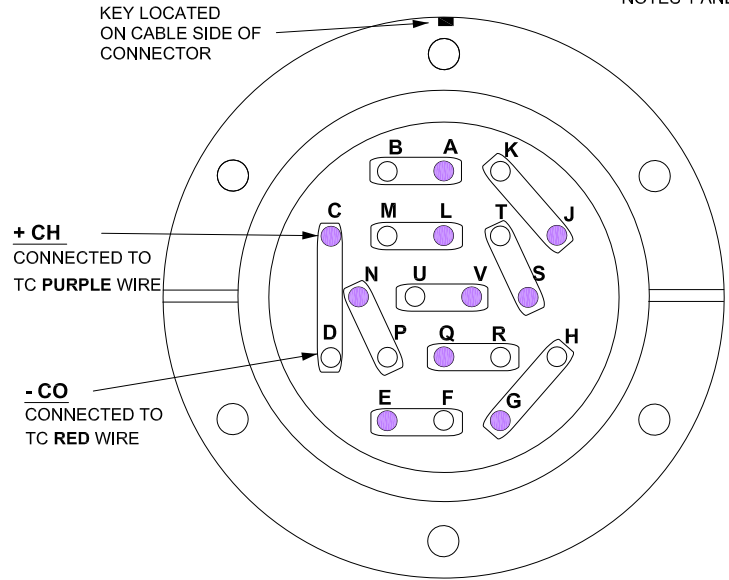 KEY LOCATED
ON CABLE SIDE OF
CONNECTOR
B A K
C M L T J
+ CH
CONNECTED TO
TC PURPLE WIRE
N U V S
D P Q R H
- CO
CONNECTED TO
TC RED WIRE
E F G